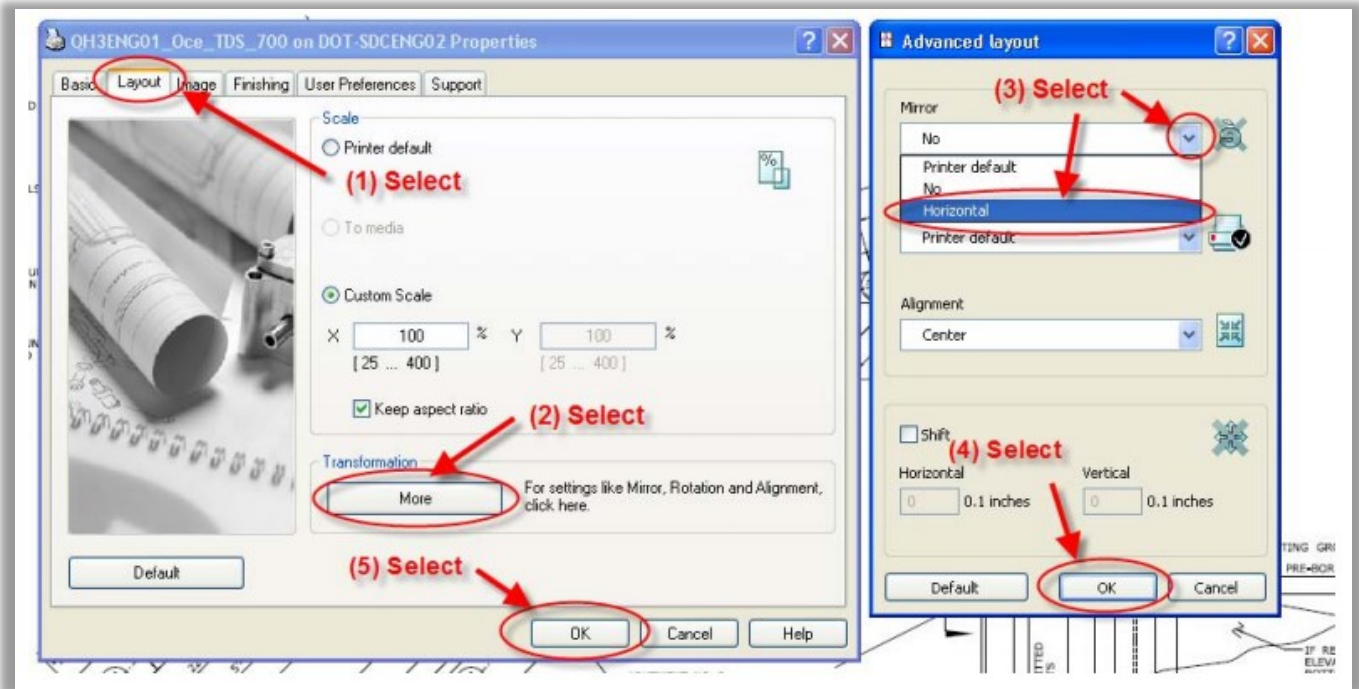 QH3ENG01_Oce_TDS_700 on DOT-SDCENG02 Properties
Basic Layout Image Finishing User Preferences Support
(1) Select
Scale
Printer default
To media
Custom Scale
X 100 % Y 100 %
[ 25 ... 400 ] [ 25 ... 400 ]
Keep aspect ratio
(2) Select
Transformation
More
For settings like Mirror, Rotation and Alignment,
click here.
Default
(5) Select
OK Cancel Help
Advanced layout
(3) Select
Mirror
No
Printer default
No
Horizontal
Printer default
Alignment
Center
Shift
(4) Select
Horizontal Vertical
0 0.1 inches 0 0.1 inches
Default OK Cancel
PRE-BOR